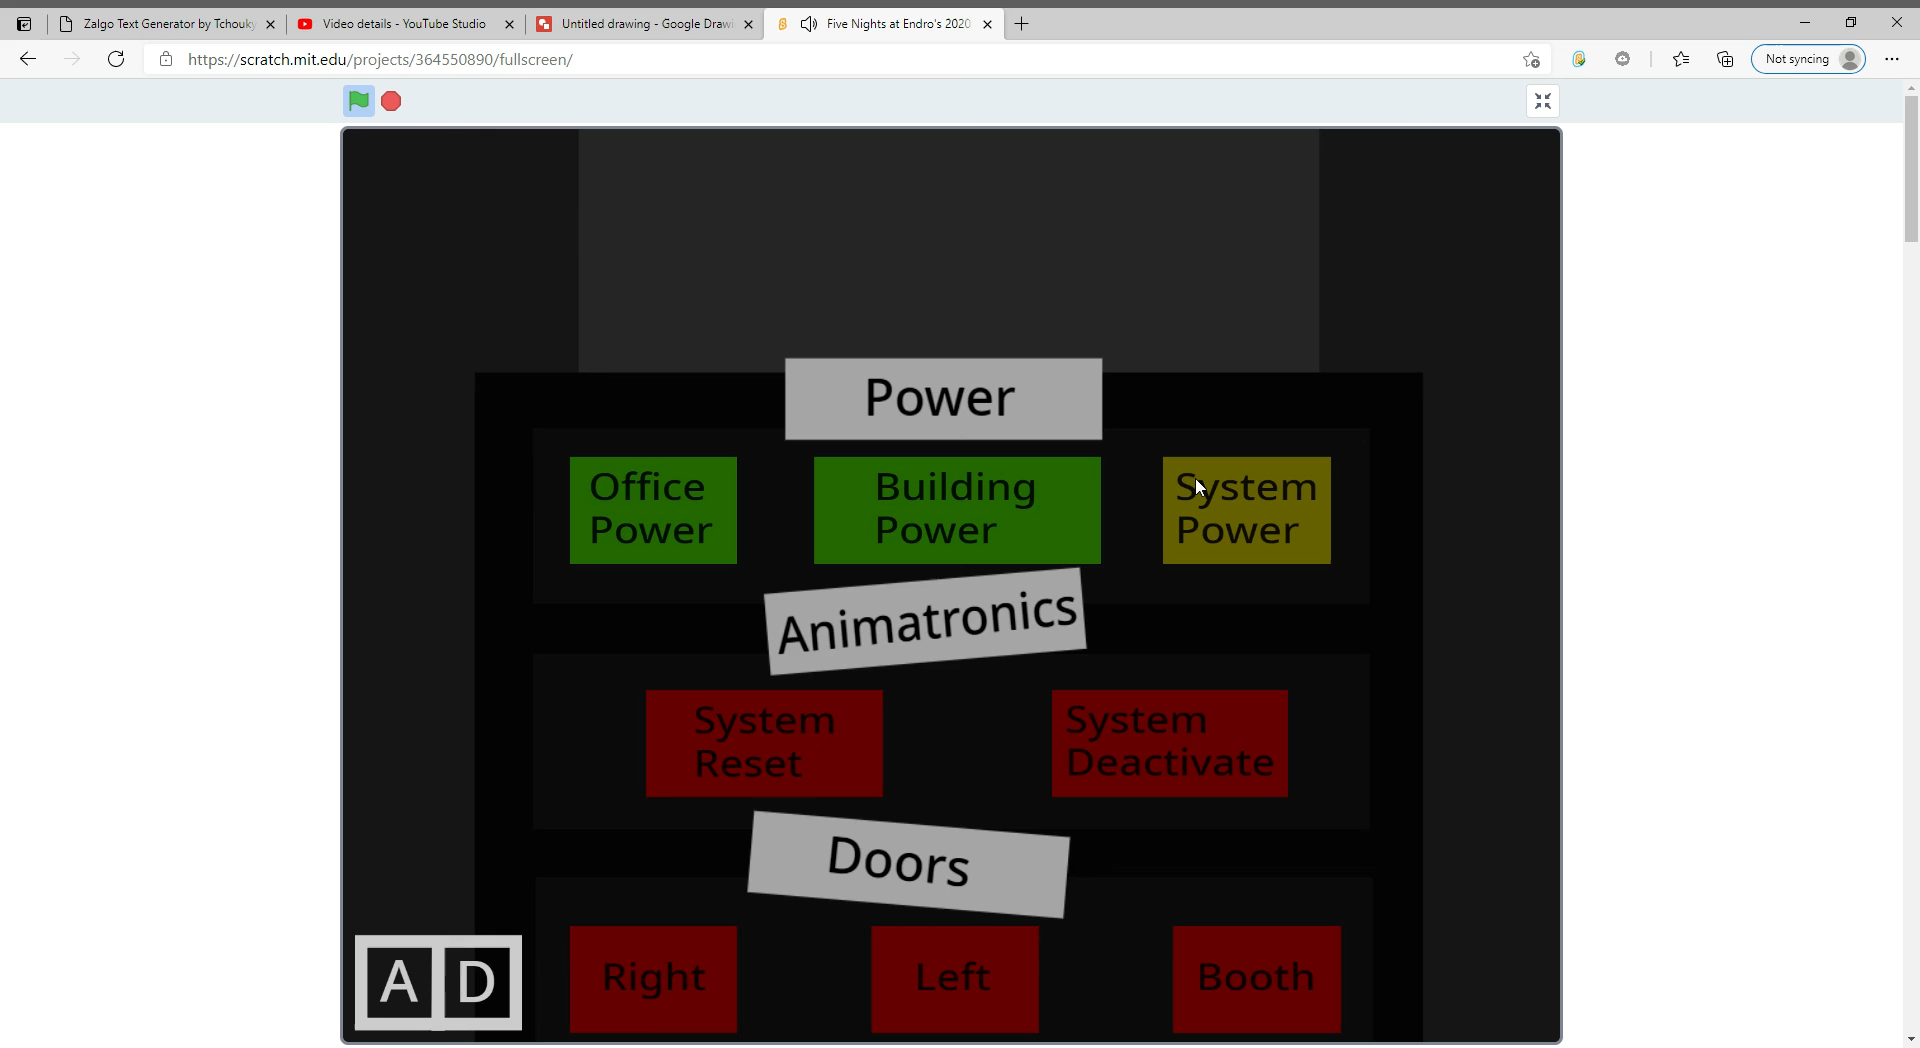 Zalgo Text Generator by Tchouky
Video details - YouTube Studio
Untitled drawing - Google Drawi
Five Nights at Endro's 2020
https://scratch.mit.edu/projects/364550890/fullscreen/
Not syncing
Power
Office
Power
Building
Power
System
Power
Animatronics
System
Reset
System
Deactivate
Doors
Right
Left
Booth
A D